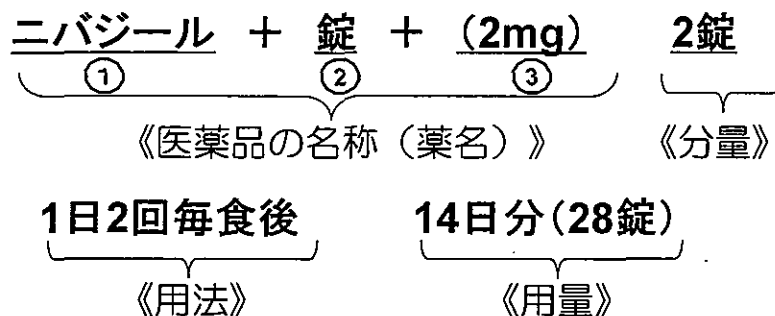 ニバジール + 錠 + (2mg) 2錠
① ② ③
《医薬品の名称（薬名）》 《分量》
1日2回毎食後 14日分(28錠)
《用法》 《用量》